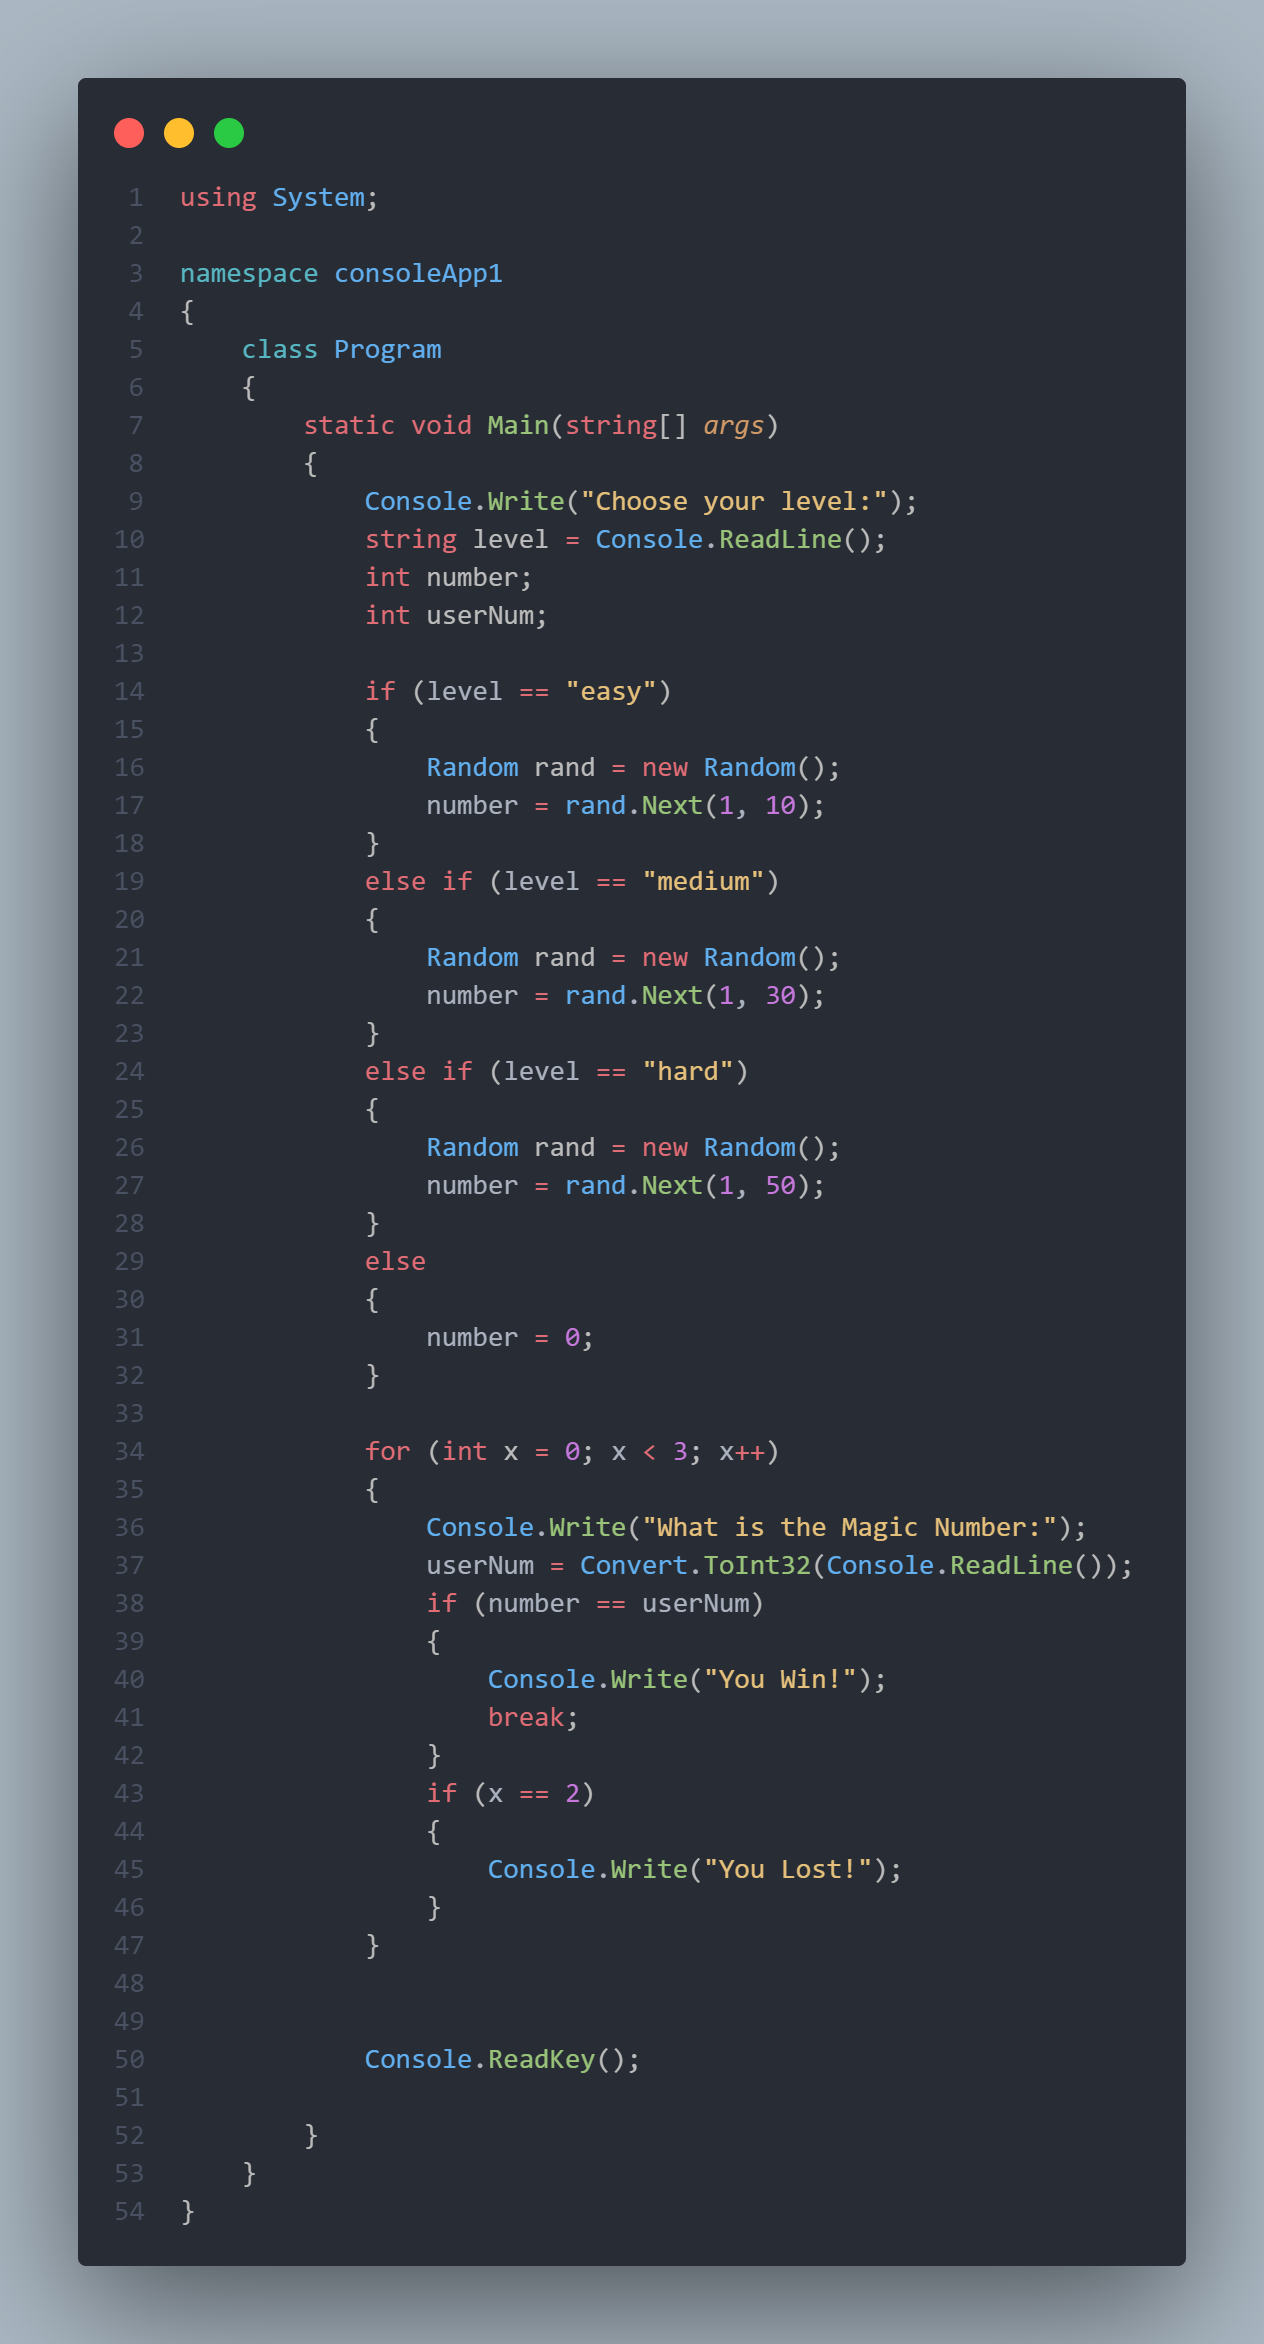 1 using System;
2
3 namespace consoleApp1
4 {
5     class Program
6     {
7         static void Main(string[] args)
8         {
9             Console.Write("Choose your level:");
10             string level = Console.ReadLine();
11             int number;
12             int userNum;
13
14             if (level == "easy")
15             {
16                 Random rand = new Random();
17                 number = rand.Next(1, 10);
18             }
19             else if (level == "medium")
20             {
21                 Random rand = new Random();
22                 number = rand.Next(1, 30);
23             }
24             else if (level == "hard")
25             {
26                 Random rand = new Random();
27                 number = rand.Next(1, 50);
28             }
29             else
30             {
31                 number = 0;
32             }
33
34             for (int x = 0; x < 3; x++)
35             {
36                 Console.Write("What is the Magic Number:");
37                 userNum = Convert.ToInt32(Console.ReadLine());
38                 if (number == userNum)
39                 {
40                     Console.Write("You Win!");
41                     break;
42                 }
43                 if (x == 2)
44                 {
45                     Console.Write("You Lost!");
46                 }
47             }
48
49
50             Console.ReadKey();
51
52         }
53     }
54 }